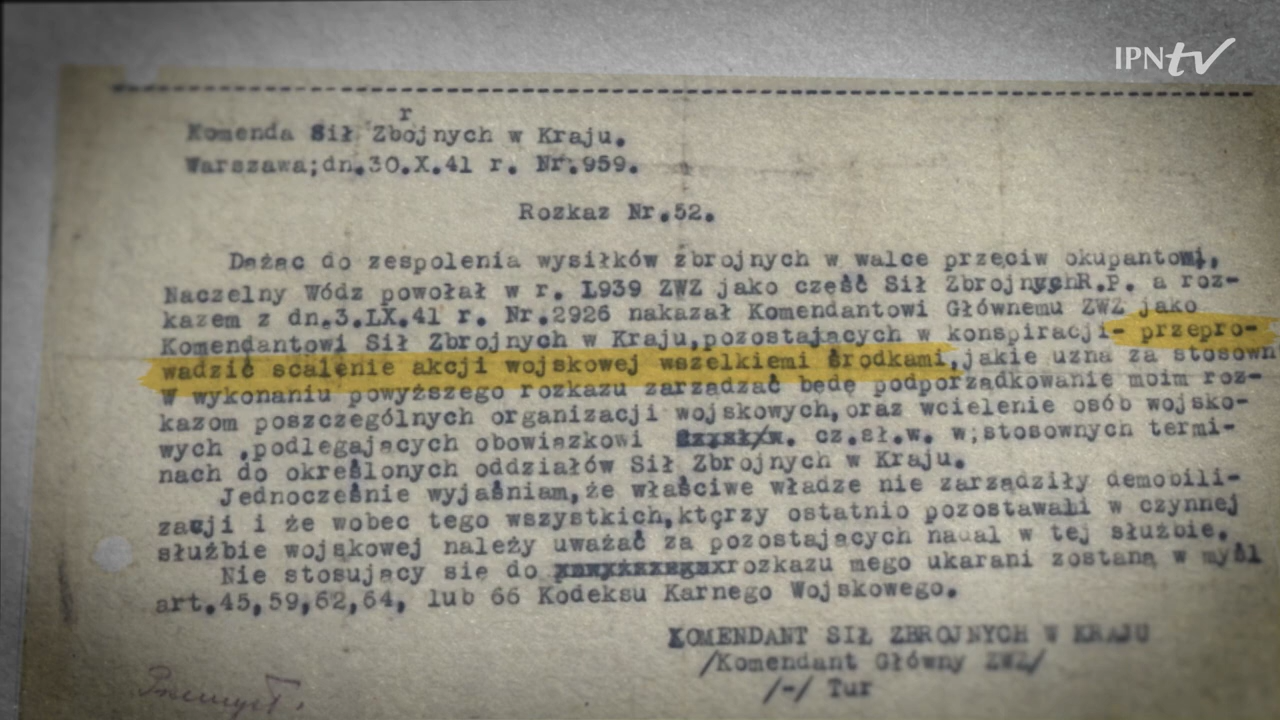 IPNtv
Komenda Sił Zbrojnych w Kraju.
Warszawa;dn.30.X.41 r. Nr.959.
Rozkaz Nr.52.
Dążąc do zespolenia wysiłków zbrojnych w walce przeciw okupantowi,
Naczelny Wódz powołał w r. 1939 ZWZ jako część Sił Zbrojnych R.P. a roz-
kazem z dn.3.IX.41 r. Nr.2926 nakazał Komendantowi Głównemu ZWZ jako
Komendantowi Sił Zbrojnych w Kraju,pozostających w konspiracji- przepro-
wadzić scalenie akcji wojskowej wszelkiemi środkami,jakie uzna za stosown
W wykonaniu powyższego rozkazu zarządzać będę podporządkowanie moim roz-
kazom poszczególnych organizacji wojskowych,oraz wcielenie osób wojsko-
wych ,podlegających obowiązkowi cz.sł.w. w;stosownych termi-
nach do określonych oddziałów Sił Zbrojnych w Kraju.
Jednocześnie wyjaśniam,że właściwe władze nie zarządziły demobili-
zacji i że wobec tego wszystkich,którzy ostatnio pozostawali w czynnej
służbie wojskowej należy uważać za pozostających nadal w tej służbie.
Nie stosujący się do rozkazu mego ukarani zostaną w myśl
art.45,59,62,64, lub 66 Kodeksu Karnego Wojskowego.
KOMENDANT SIŁ ZBROJNYCH W KRAJU
/Komendant Główny ZWZ/
/-/ Tur